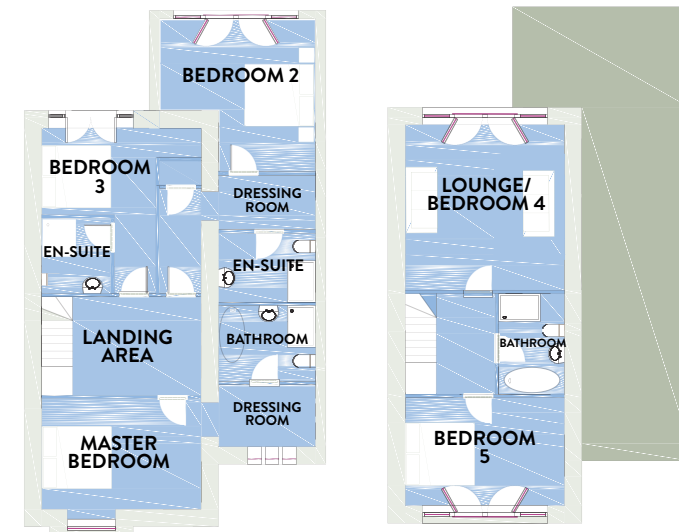 BEDROOM 2
BEDROOM
3
DRESSING
ROOM
EN-SUITE
EN-SUITE
LANDING
AREA
BATHROOM
DRESSING
ROOM
MASTER
BEDROOM
LOUNGE/
BEDROOM 4
BATHROOM
BEDROOM
5